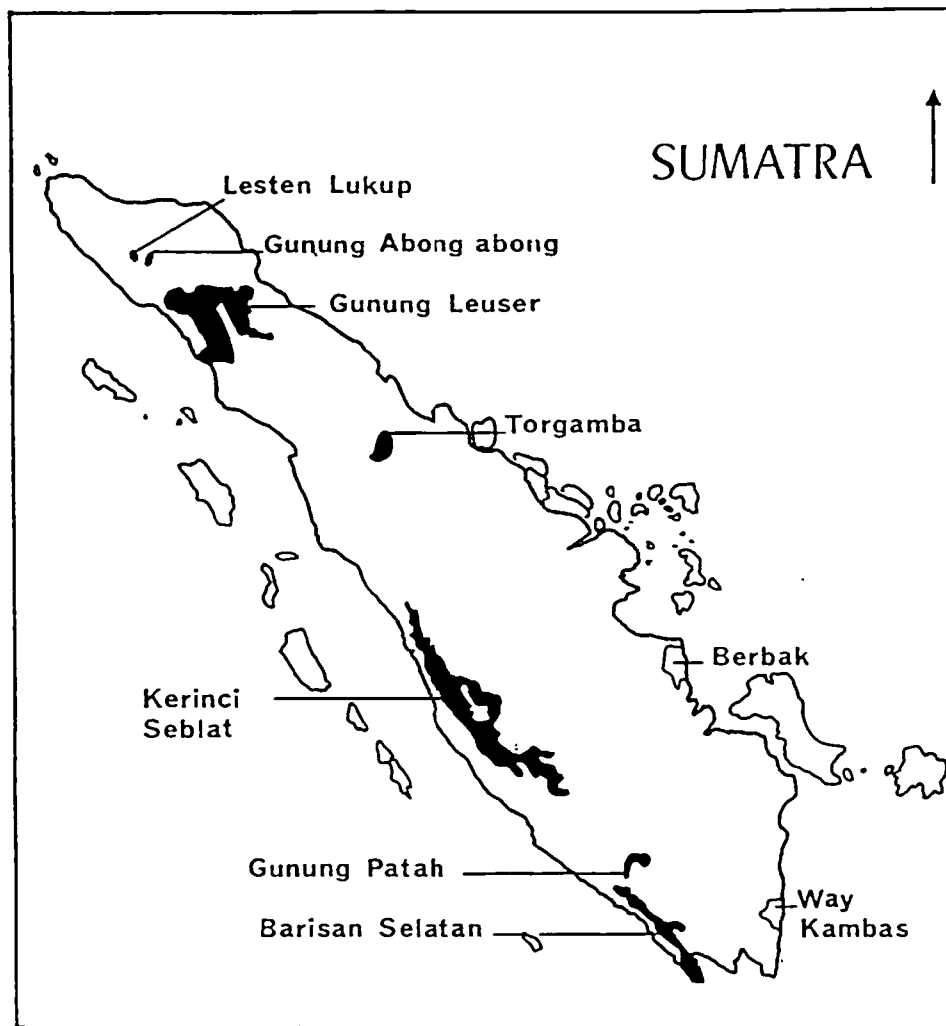 SUMATRA
Lesten Lukup
Gunung Abong abong
Gunung Leuser
Torgamba
Berbak
Kerinci
Seblat
Gunung Patah
Way
Kambas
Barisan Selatan